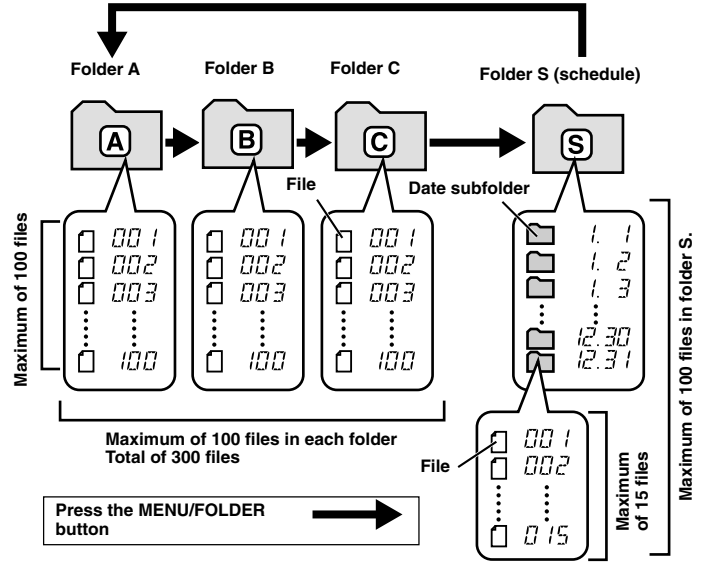 Folder A
Folder B
Folder C
Folder S (schedule)
A
B
C
S
File
Date subfolder
Maximum of 100 files
001
002
003
100
001
002
003
100
001
002
003
100
1. 1
1. 2
1. 3
12.30
12.31
Maximum of 100 files in folder S.
Maximum of 100 files in each folder
Total of 300 files
File
001
002
015
Maximum
of 15 files
Press the MENU/FOLDER
button